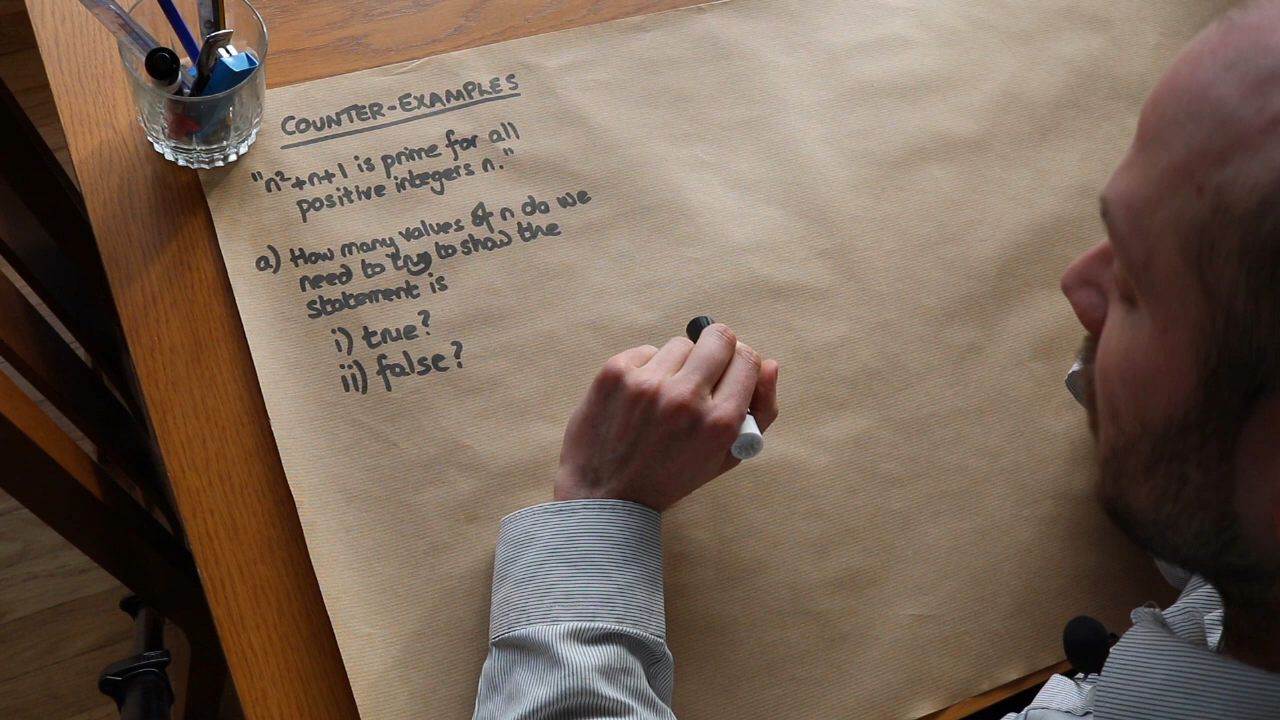 COUNTER-EXAMPLES
"n²+n+1 is prime for all
positive integers n."
a) How many values of n do we
need to try to show the
statement is
i) true?
ii) false?